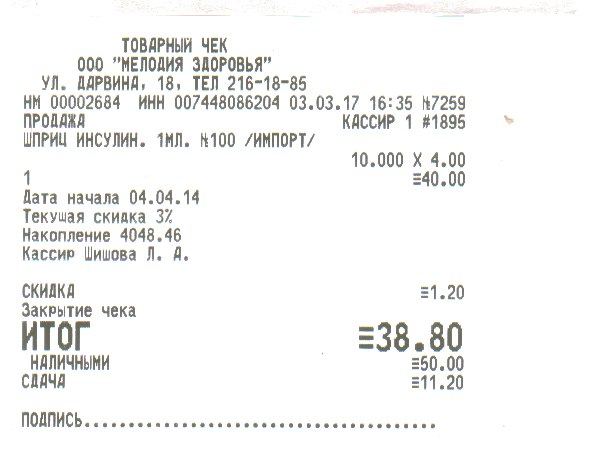 ТОВАРНЫЙ ЧЕК
ООО "МЕЛОДИЯ ЗДОРОВЬЯ"
УЛ. ДАРВИНА, 18, ТЕЛ 216-18-85
НМ 00002684 ИНН 007448086204 03.03.17 16:35 №7259
ПРОДАЖА КАССИР 1 #1895
ШПРИЦ ИНСУЛИН. 1МЛ. №100 /ИМПОРТ/
10.000 X 4.00
1 ≡40.00
Дата начала 04.04.14
Текущая скидка 3%
Накопление 4048.46
Кассир Шишова Л. А.
СКИДКА ≡1.20
Закрытие чека
ИТОГ ≡38.80
НАЛИЧНЫМИ ≡50.00
СДАЧА ≡11.20
ПОДПИСЬ..........................................